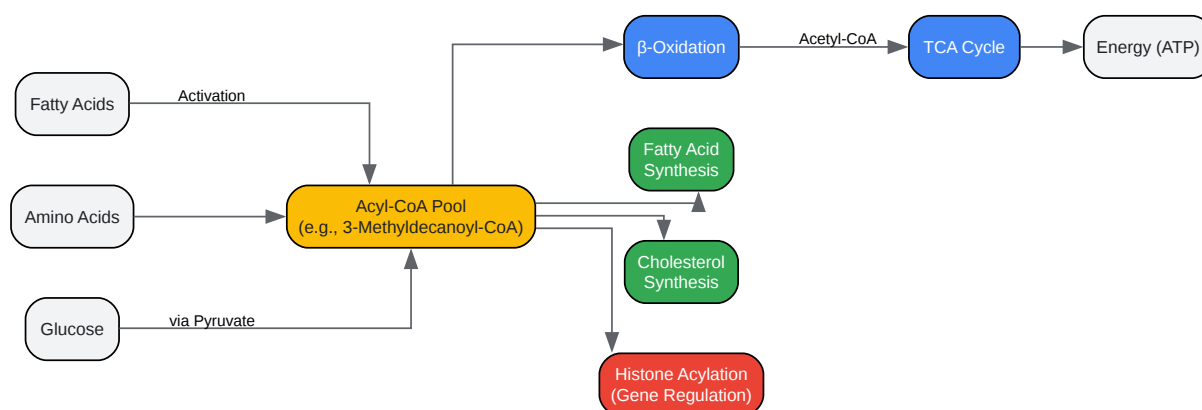 β-Oxidation
Acetyl-CoA
TCA Cycle
Energy (ATP)
Fatty Acids
Activation
Fatty Acid
Synthesis
Amino Acids
Acyl-CoA Pool
(e.g., 3-Methyldecanoyl-CoA)
Cholesterol
Synthesis
Glucose
via Pyruvate
Histone Acylation
(Gene Regulation)